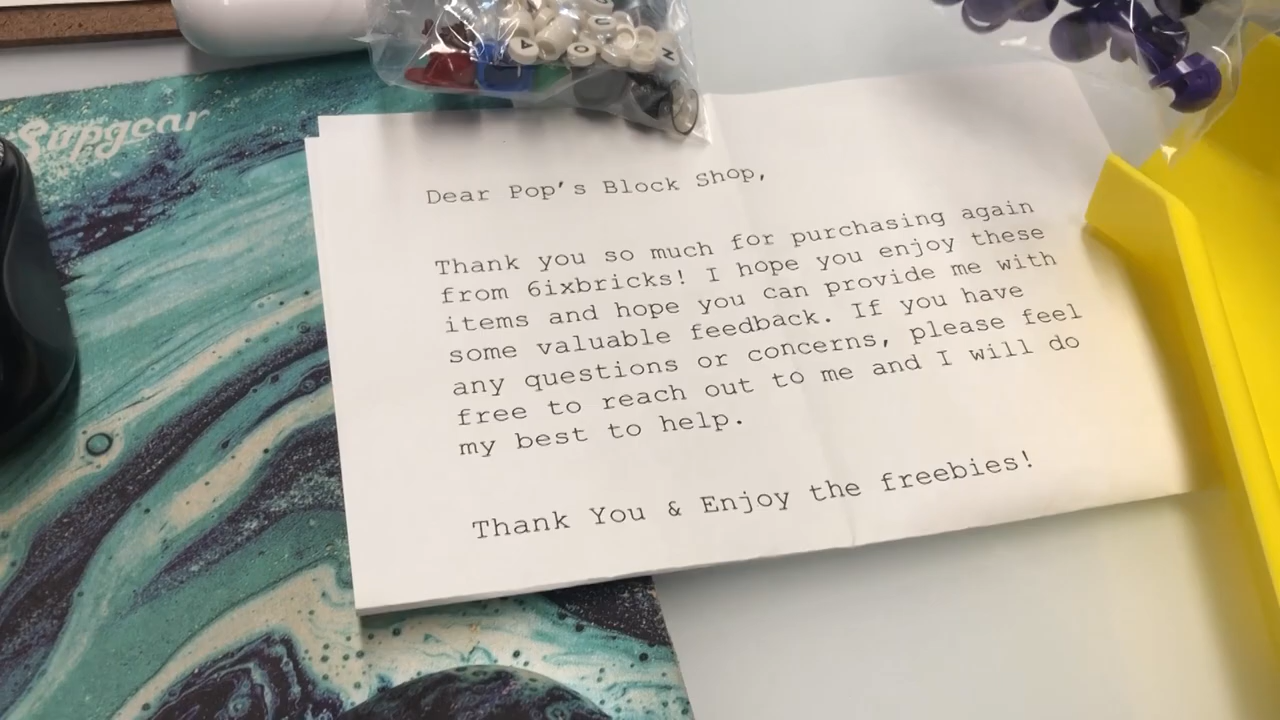 Supgear
A O U N
Dear Pop's Block Shop,
Thank you so much for purchasing again
from 6ixbricks! I hope you enjoy these
items and hope you can provide me with
some valuable feedback. If you have
any questions or concerns, please feel
free to reach out to me and I will do
my best to help.
Thank You & Enjoy the freebies!